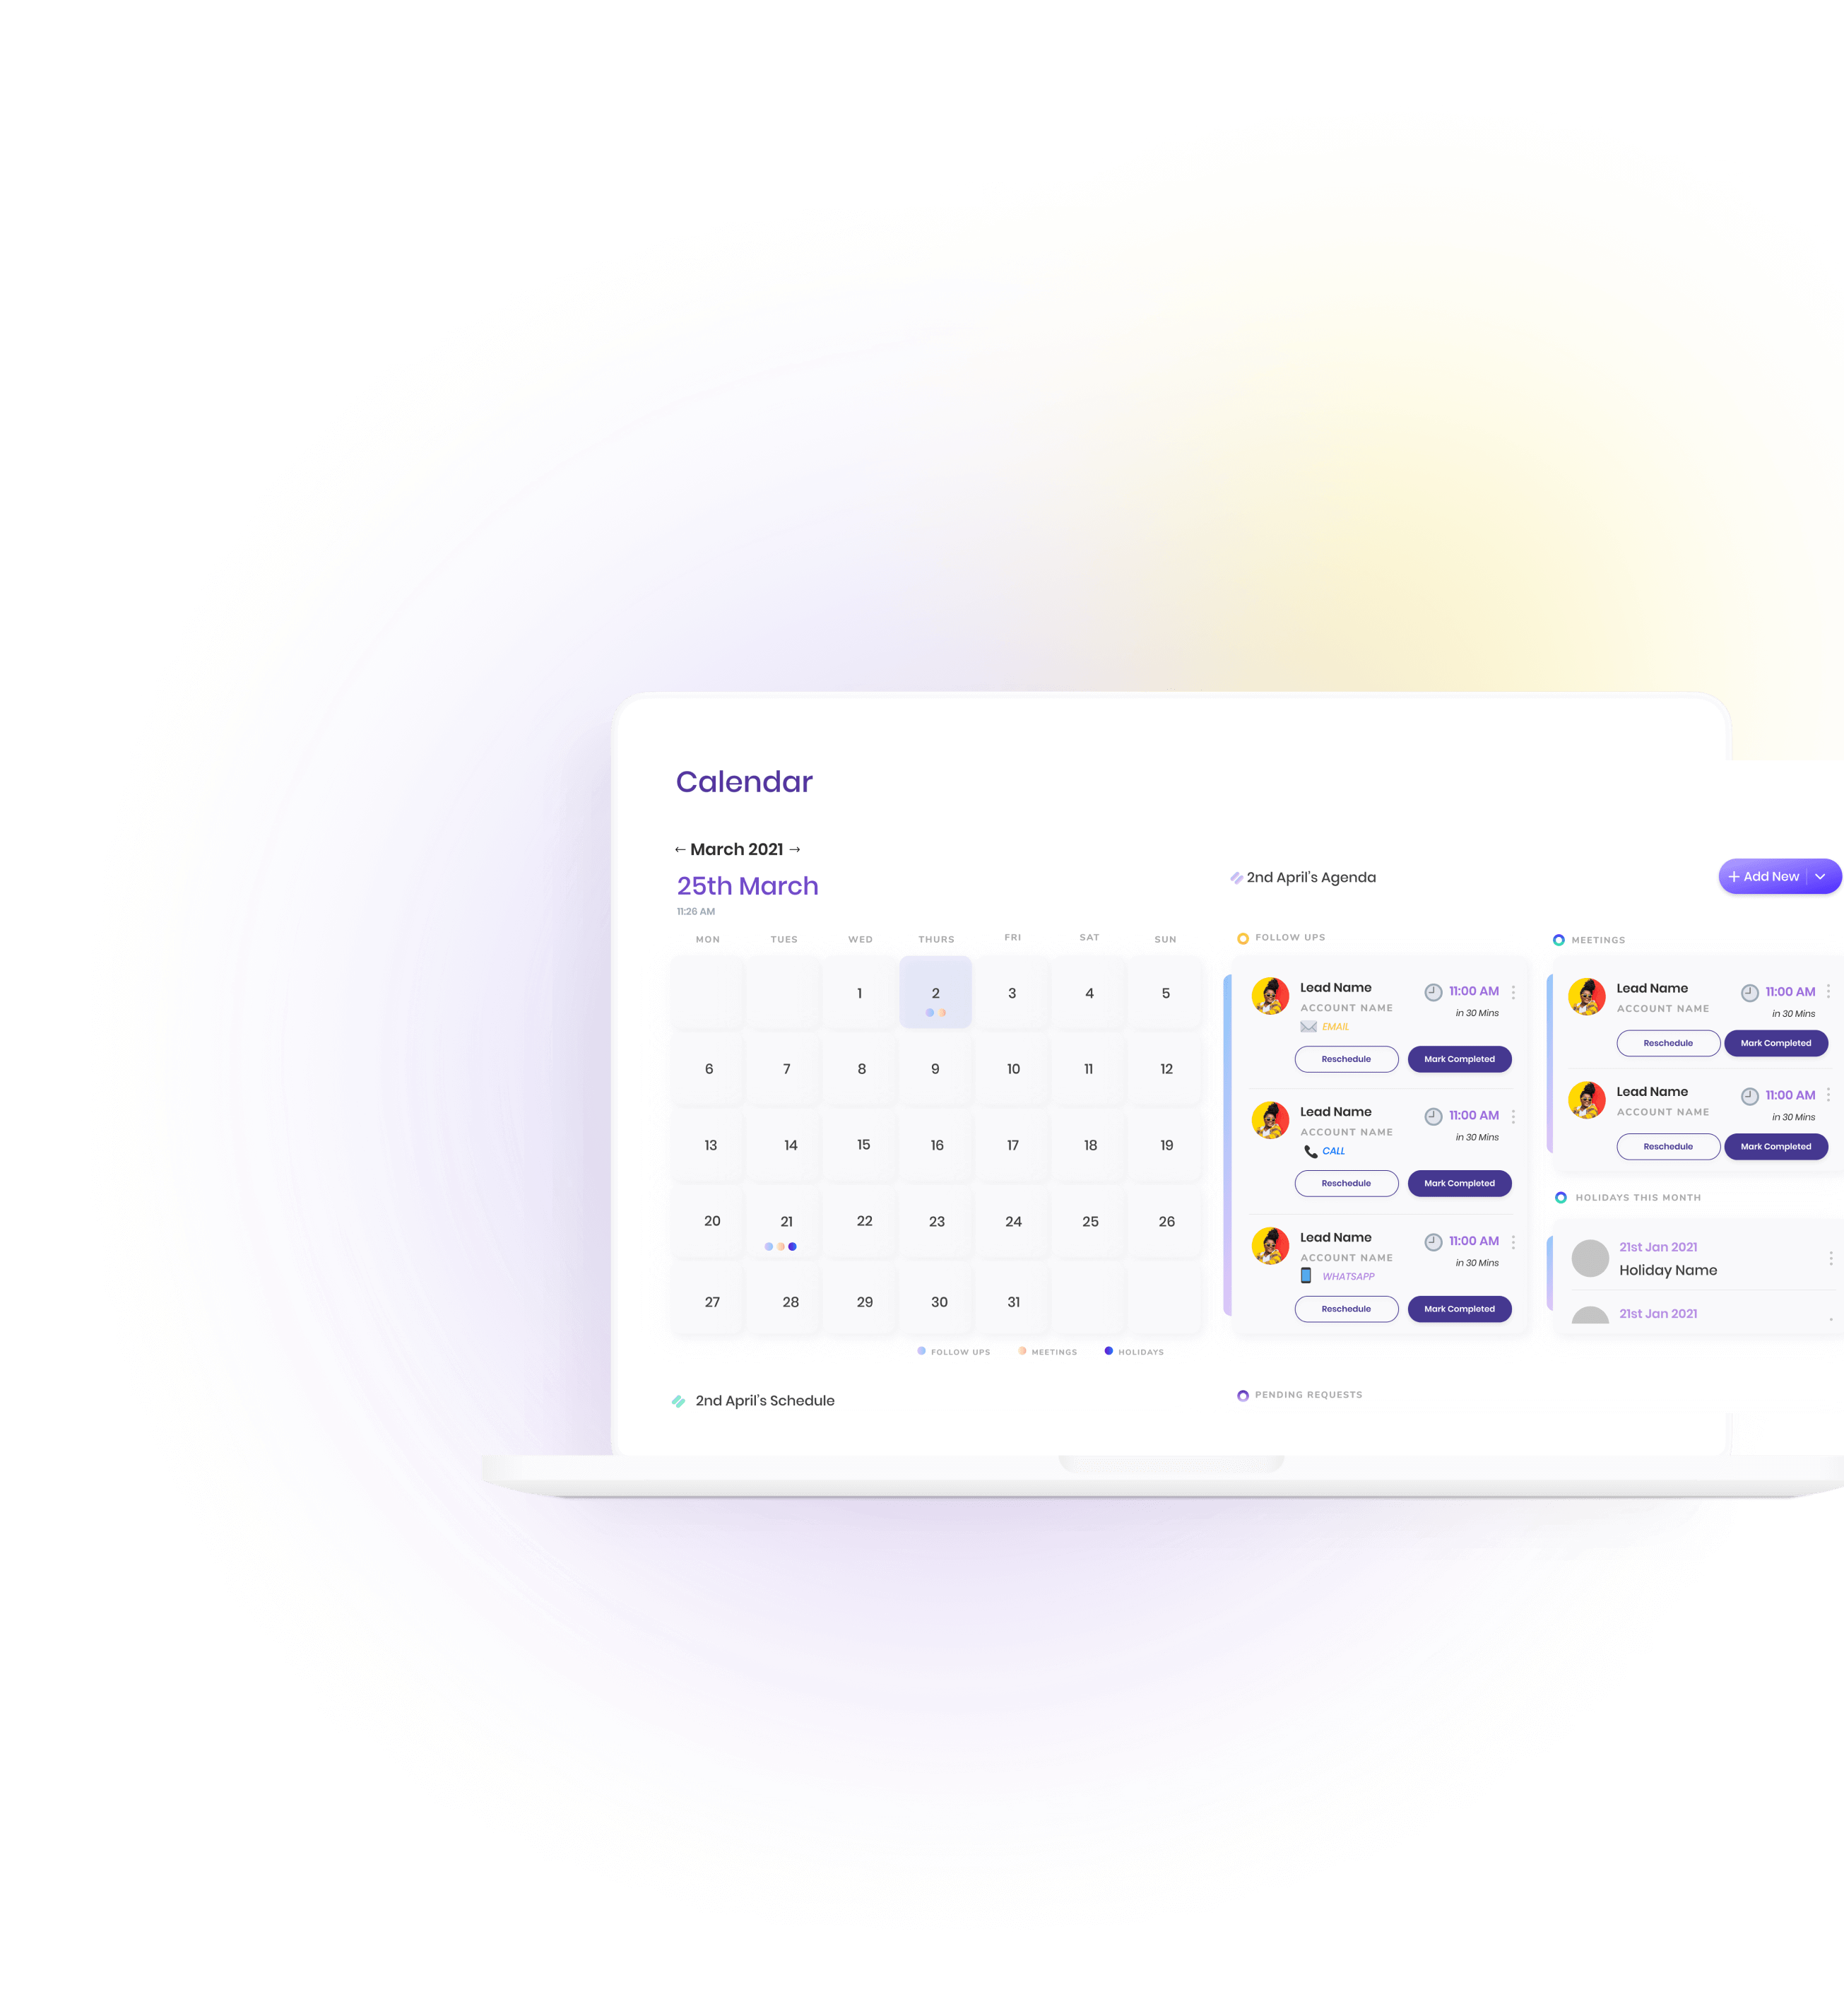 Calendar
← March 2021 →
25th March
11:26 AM
MON TUES WED THURS FRI SAT SUN
1 2 3 4 5
6 7 8 9 10 11 12
13 14 15 16 17 18 19
20 21 22 23 24 25 26
27 28 29 30 31
FOLLOW UPS MEETINGS HOLIDAYS
2nd April's Schedule
2nd April's Agenda
+ Add New
FOLLOW UPS
Lead Name 11:00 AM
ACCOUNT NAME in 30 Mins
EMAIL
Reschedule Mark Completed
Lead Name 11:00 AM
ACCOUNT NAME in 30 Mins
CALL
Reschedule Mark Completed
Lead Name 11:00 AM
ACCOUNT NAME in 30 Mins
WHATSAPP
Reschedule Mark Completed
PENDING REQUESTS
MEETINGS
Lead Name 11:00 AM
ACCOUNT NAME in 30 Mins
Reschedule Mark Completed
Lead Name 11:00 AM
ACCOUNT NAME in 30 Mins
Reschedule Mark Completed
HOLIDAYS THIS MONTH
21st Jan 2021
Holiday Name
21st Jan 2021